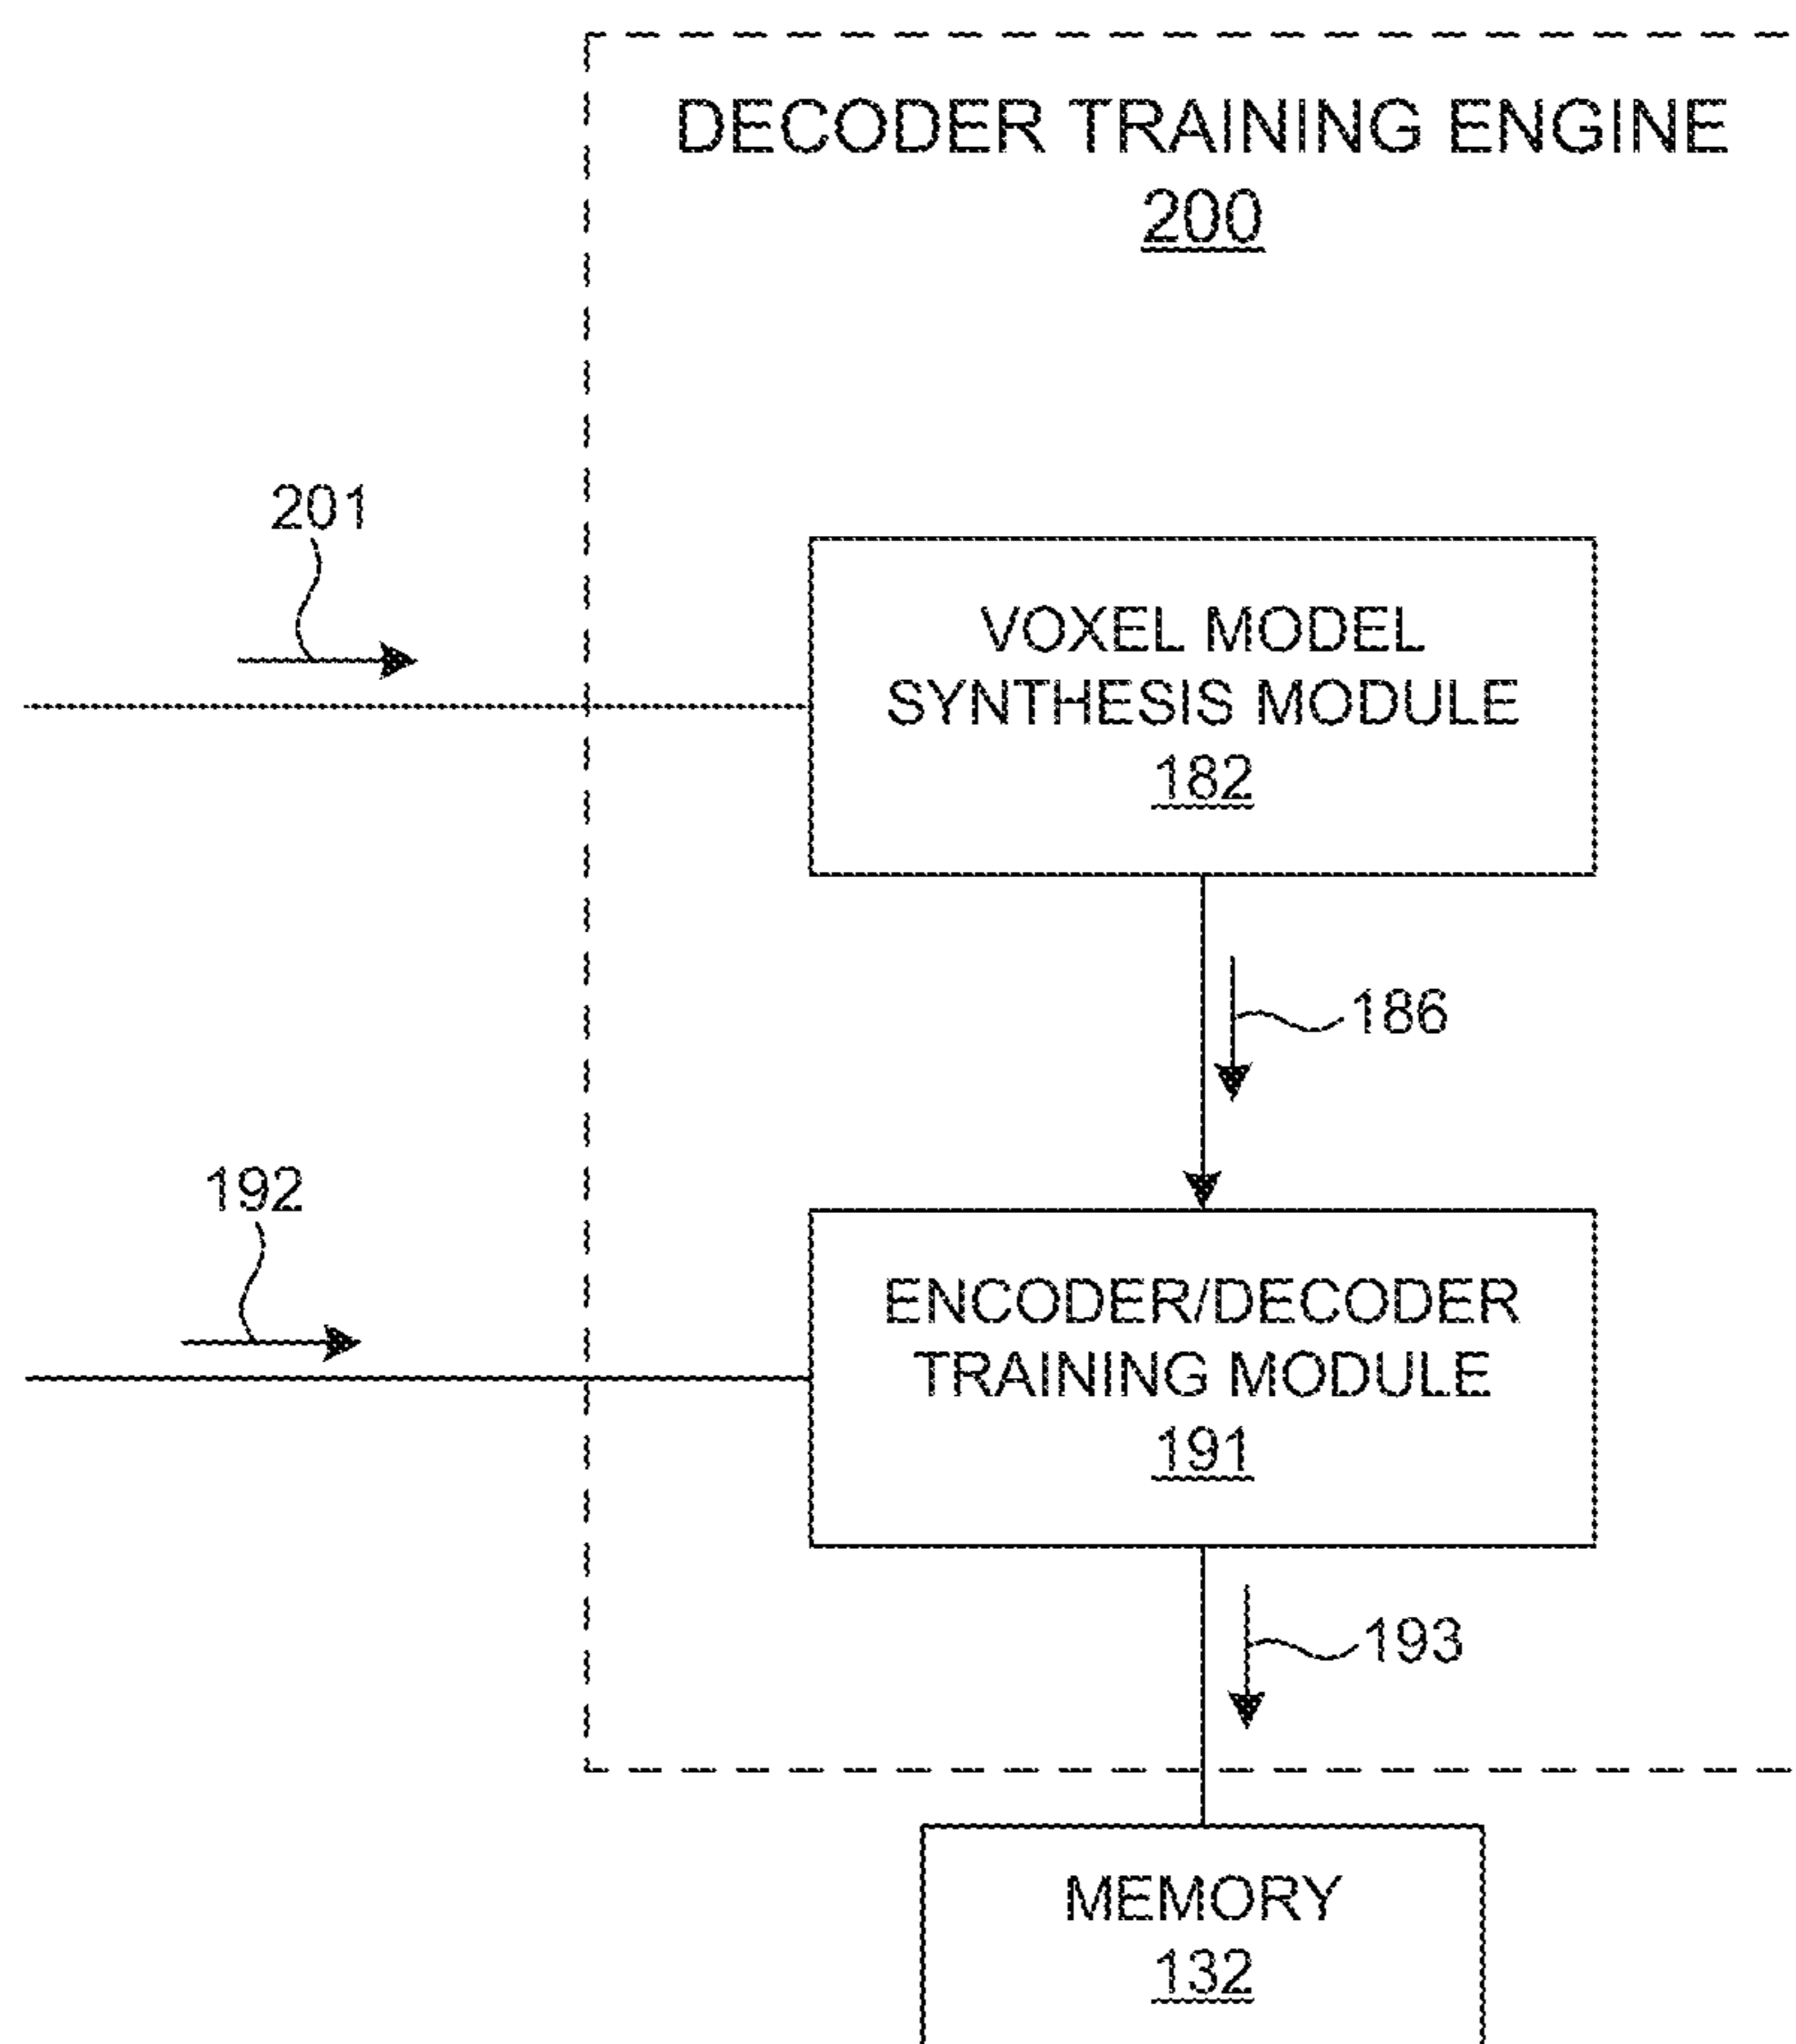 DECODER TRAINING ENGINE
200
201
VOXEL MODEL
SYNTHESIS MODULE
182
186
192
ENCODER/DECODER
TRAINING MODULE
191
193
MEMORY
132